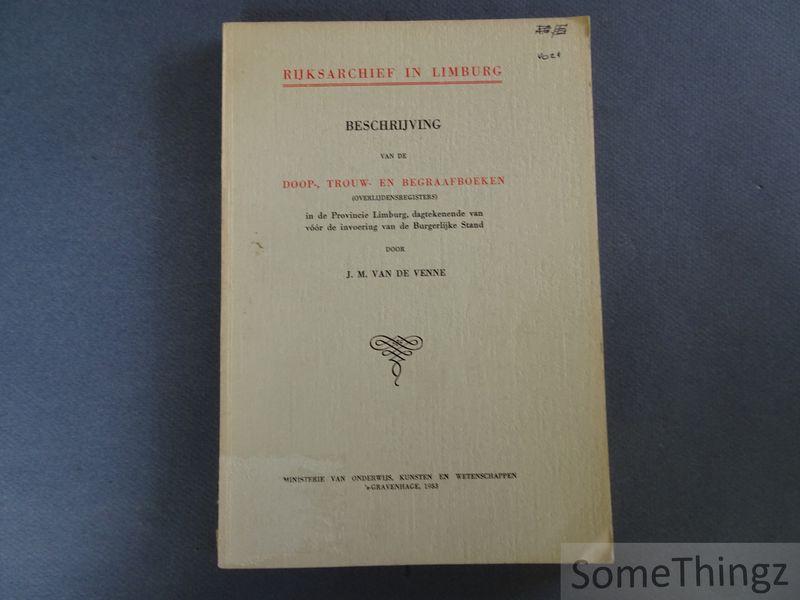 VO21
RIJKSARCHIEF IN LIMBURG
BESCHRIJVING
VAN DE
DOOP-, TROUW- EN BEGRAAFBOEKEN
(OVERLIJDENSREGISTERS)
in de Provincie Limburg, dagtekenende van
vóór de invoering van de Burgerlijke Stand
DOOR
J. M. VAN DE VENNE
MINISTERIE VAN ONDERWIJS, KUNSTEN EN WETENSCHAPPEN
's-GRAVENHAGE, 1953
SomeThingz